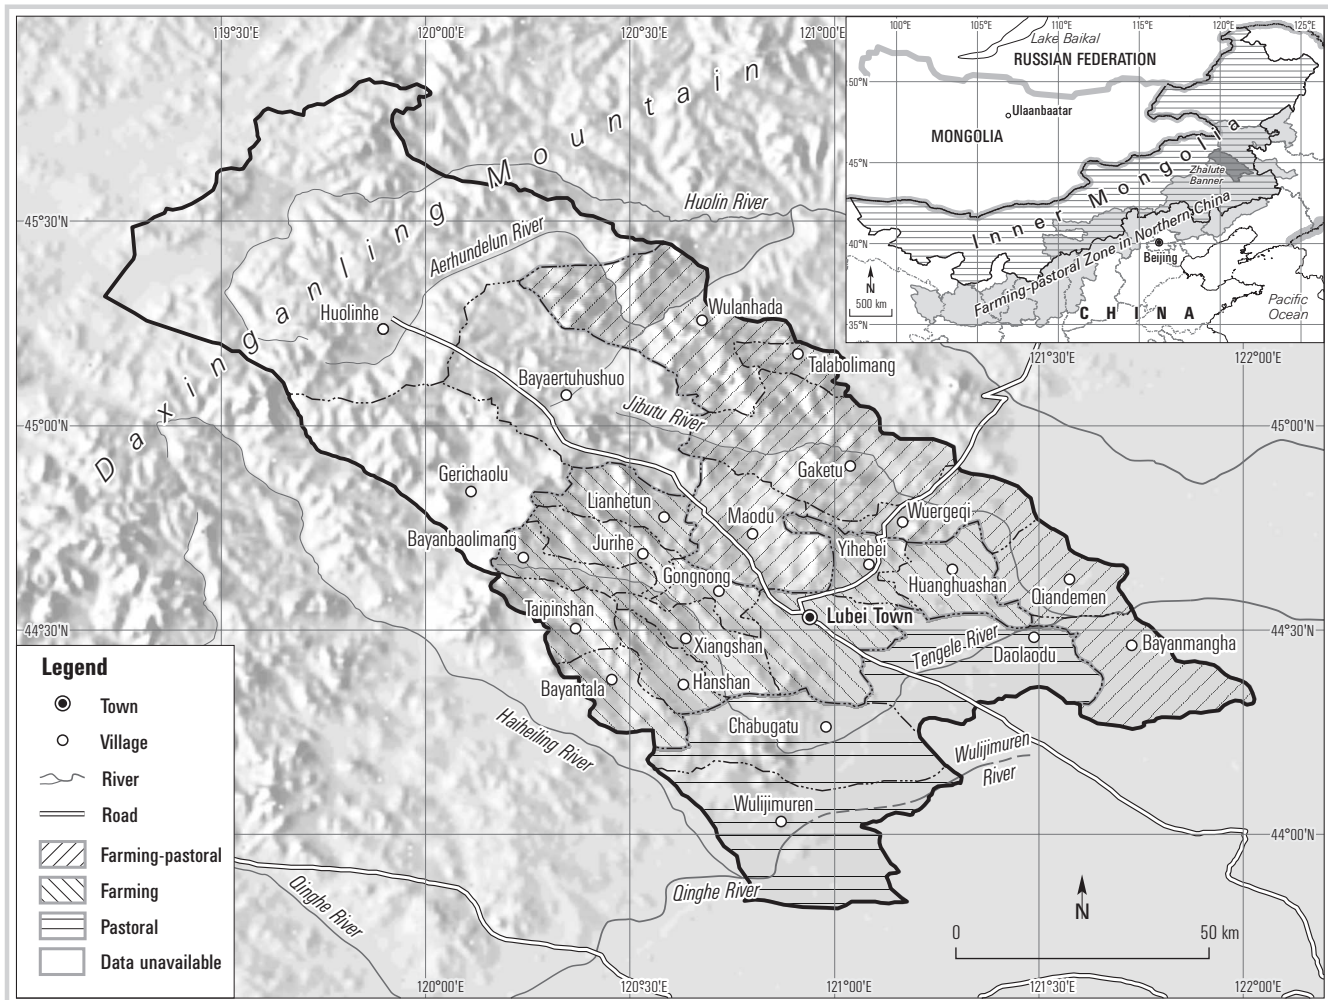 119°30'E
120°00'E
120°30'E
121°00'E
100°E
105°E
110°E
115°E
120°E
125°E
Lake Baikal
RUSSIAN FEDERATION
50°N
Ulaanbaatar
MONGOLIA
45°N
Inner Mongolia
Zhalute
Banner
Farming-pastoral Zone in Northern China
40°N
Beijing
N
500 km
Pacific
Ocean
CHINA
35°N
Daxinganling Mountain
45°30'N
Huolin River
Aerhundelun River
Huolinhe
Wulanhada
Talabolimang
121°30'E
122°00'E
Bayaertuhushuo
Jibutu River
45°00'N
45°00'N
Gaketu
Gerichaolu
Lianhetun
Maodu
Wuergeqi
Bayanbaolimang
Jurihe
Yihebei
Gongnong
Huanghuashan
Qiandemen
Taipinshan
Lubei Town
44°30'N
44°30'N
Xiangshan
Tengele River
Daolaodu
Bayanmangha
Bayantala
Hanshan
Haiheiling River
Chabugatu
Wulijimuren
River
Wulijimuren
44°00'N
Qinghe River
Qinghe River
Legend
Town
Village
River
Road
Farming-pastoral
Farming
Pastoral
Data unavailable
N
0
50 km
120°00'E
120°30'E
121°00'E
121°30'E
122°00'E